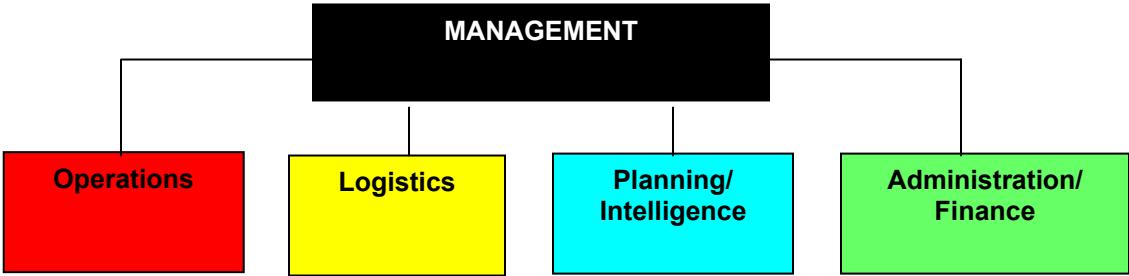 MANAGEMENT
Operations
Logistics
Planning/
Intelligence
Administration/
Finance